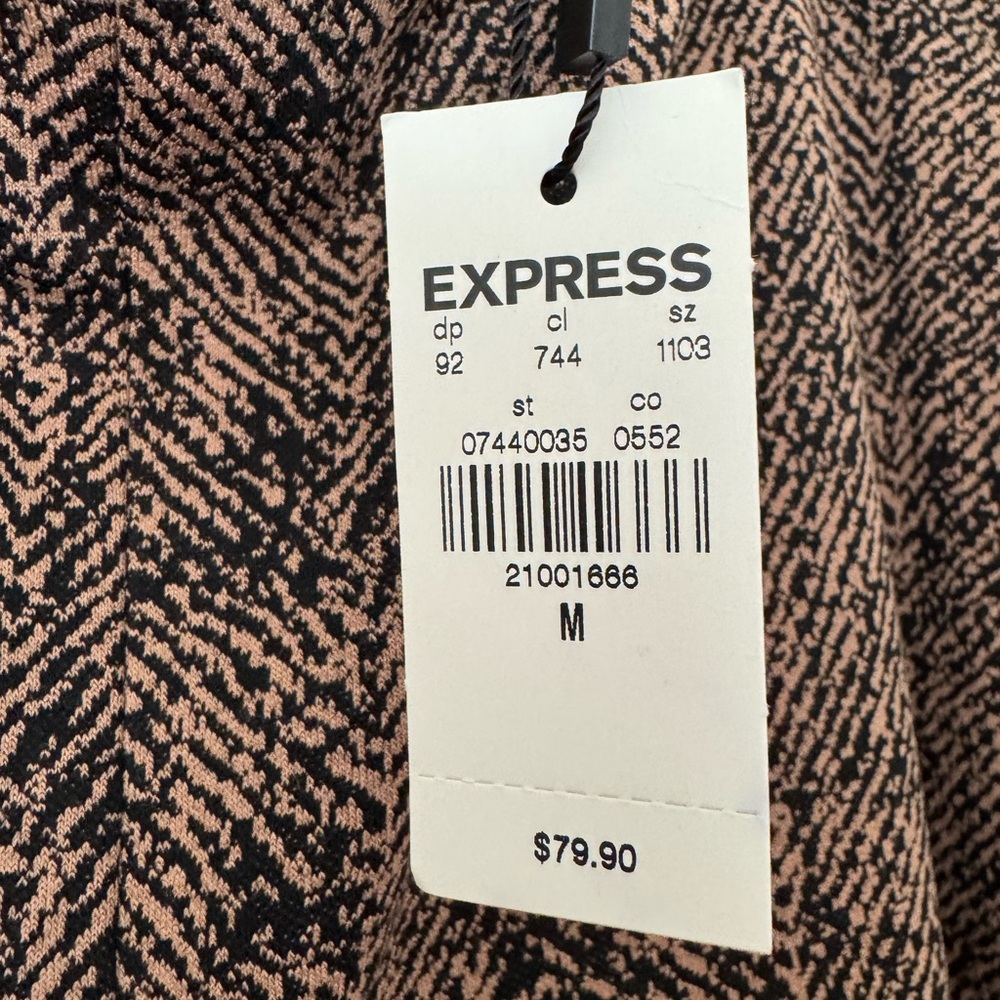 EXPRESS
dp cl sz
92 744 1103
st co
07440035 0552
21001666
M
$79.90